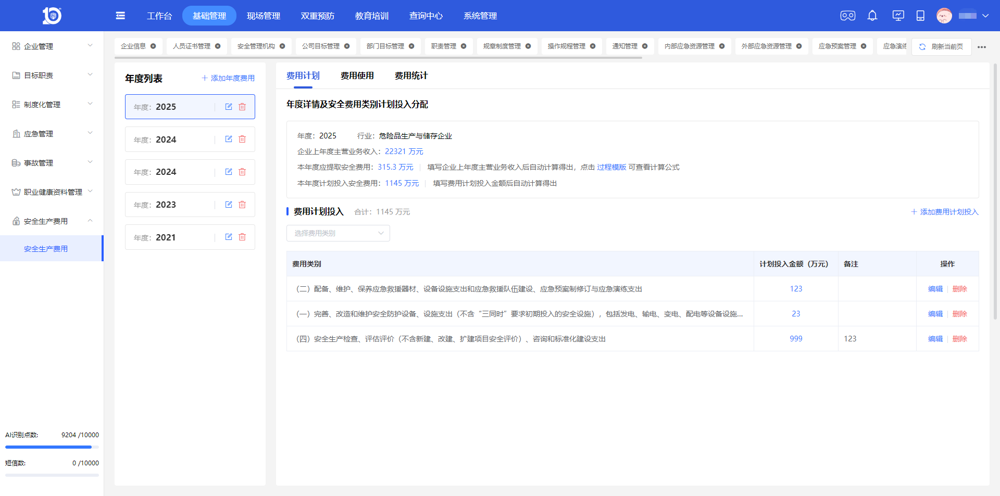 10
工作台 基础管理 现场管理 双重预防 教育培训 查询中心 系统管理
企业管理
目标职责
制度化管理
应急管理
事故管理
职业健康资料管理
安全生产费用
安全生产费用
AI识别点数: 9204 /10000
短信数: 0 /10000
企业信息 人员证书管理 安全管理机构 公司目标管理 部门目标管理 职责管理 规章制度管理 操作规程管理 通知管理 内部应急资源管理 外部应急资源管理 应急预案管理 应急演练 刷新当前页
年度列表 + 添加年度费用
年度: 2025
年度: 2024
年度: 2024
年度: 2023
年度: 2021
费用计划 费用使用 费用统计
年度详情及安全费用类别计划投入分配
年度: 2025 行业: 危险品生产与储存企业
企业上年度主营业务收入: 22321 万元
本年度应提取安全费用: 315.3 万元 填写企业上年度主营业务收入后自动计算得出，点击 过程模版 可查看计算公式
本年度计划投入安全费用: 1145 万元 填写费用计划投入金额后自动计算得出
费用计划投入 合计: 1145 万元 + 添加费用计划投入
选择费用类别
费用类别 计划投入金额（万元） 备注 操作
（二）配备、维护、保养应急救援器材、设备设施支出和应急救援队伍建设、应急预案制修订与应急演练支出 123 编辑 删除
（一）完善、改造和维护安全防护设备、设施支出（不含“三同时”要求初期投入的安全设施），包括发电、输电、变电、配电等设备设施... 23 编辑 删除
（四）安全生产检查、评估评价（不含新建、改建、扩建项目安全评价）、咨询和标准化建设支出 999 123 编辑 删除